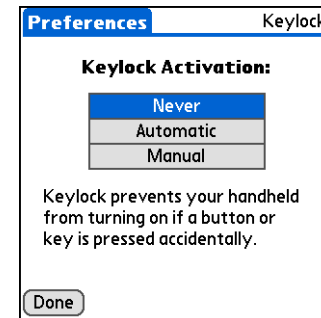 Preferences Keylock
Keylock Activation:
Never
Automatic
Manual
Keylock prevents your handheld
from turning on if a button or
key is pressed accidentally.
Done